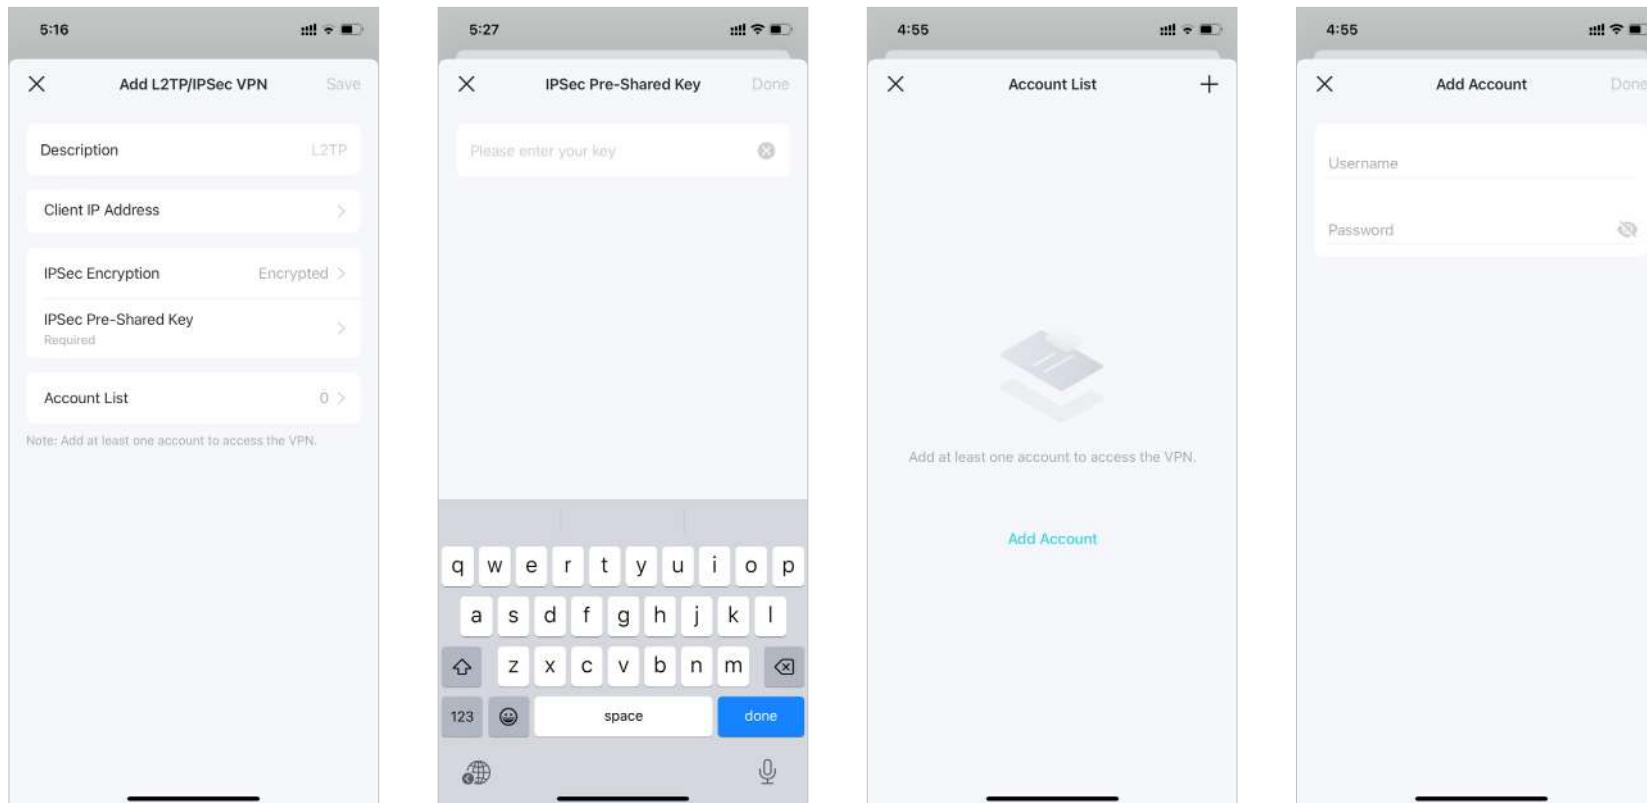 5:16
Add L2TP/IPSec VPN Save
Description L2TP
Client IP Address
IPSec Encryption Encrypted
IPSec Pre-Shared Key
Required
Account List 0
Note: Add at least one account to access the VPN.
5:27
IPSec Pre-Shared Key Done
Please enter your key
q w e r t y u i o p
a s d f g h j k l
z x c v b n m
123 space done
4:55
Account List
Add at least one account to access the VPN.
Add Account
4:55
Add Account Done
Username
Password